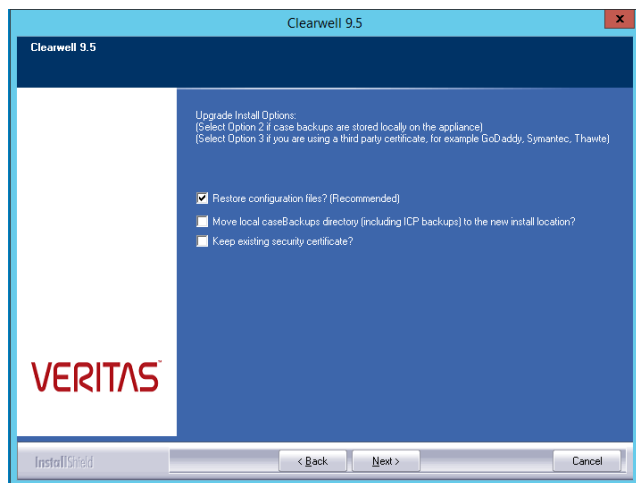 Clearwell 9.5
x
Clearwell 9.5
Upgrade Install Options:
(Select Option 2 if case backups are stored locally on the appliance)
(Select Option 3 if you are using a third party certificate, for example GoDaddy, Symantec, Thawte)
Restore configuration files? (Recommended)
Move local caseBackups directory (including ICP backups) to the new install location?
Keep existing security certificate?
VERITAS™
InstallShield
< Back
Next >
Cancel